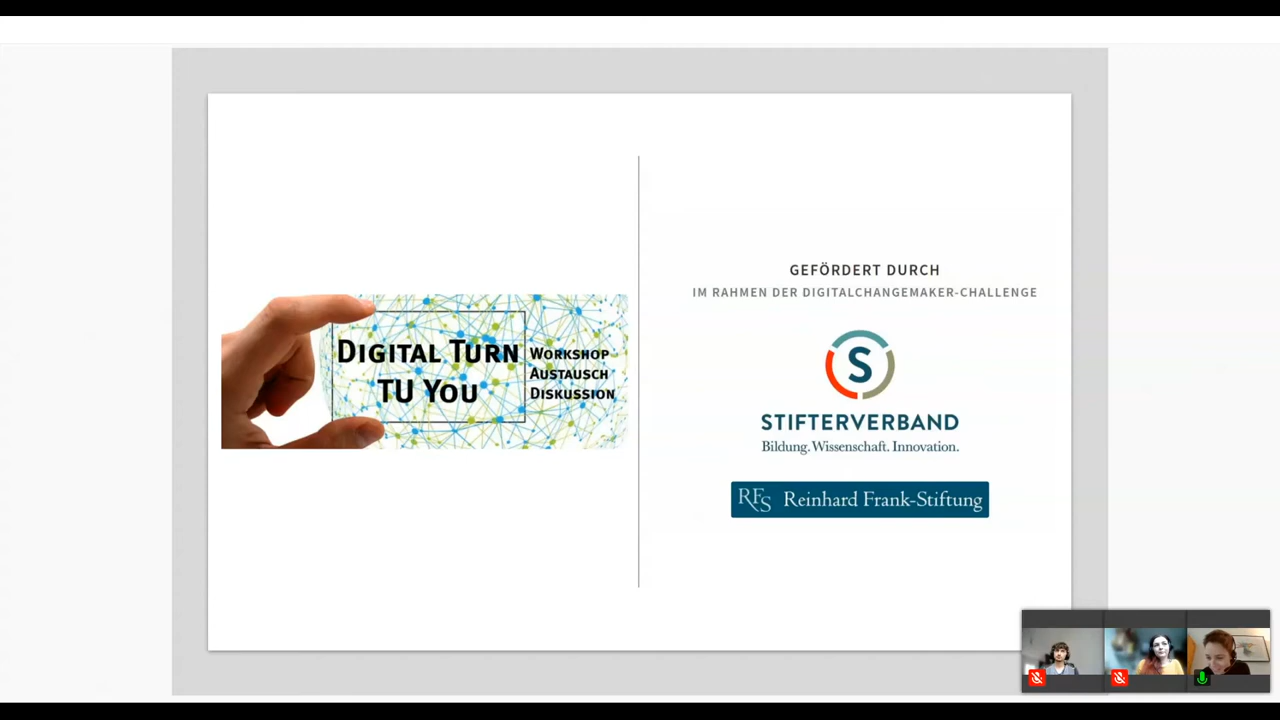 DIGITAL TURN
TU YOU
WORKSHOP
AUSTAUSCH
DISKUSSION
GEFÖRDERT DURCH
IM RAHMEN DER DIGITALCHANGEMAKER-CHALLENGE
S
STIFTERVERBAND
Bildung. Wissenschaft. Innovation.
RFS Reinhard Frank-Stiftung